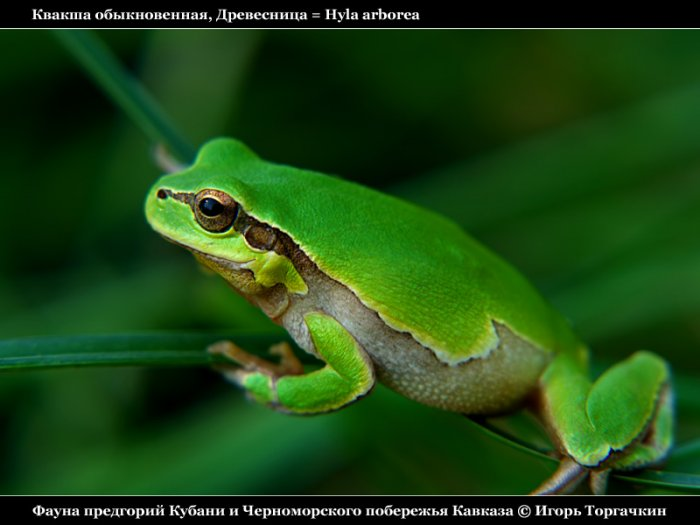 Квакша обыкновенная, Древесница = Hyla arborea
Фауна предгорий Кубани и Черноморского побережья Кавказа © Игорь Торгачкин